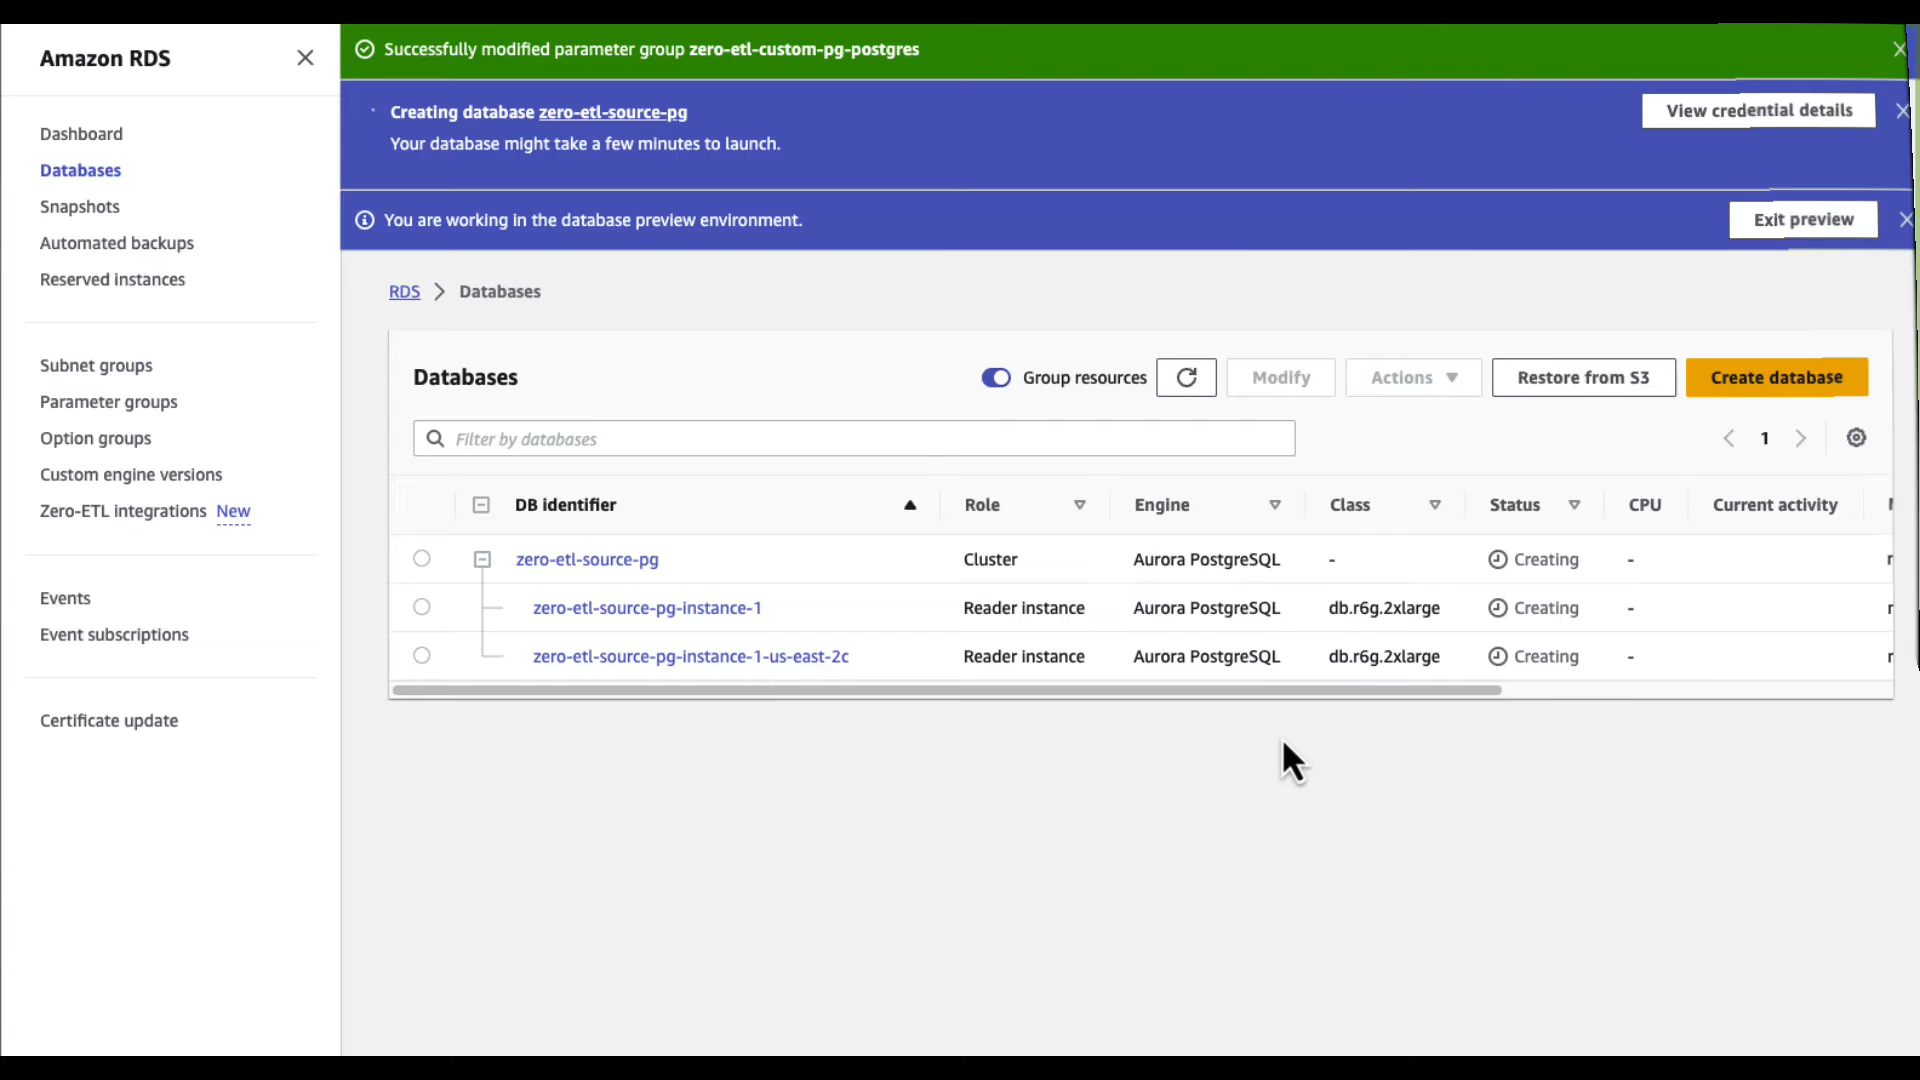 Amazon RDS
Dashboard
Databases
Snapshots
Automated backups
Reserved instances
Subnet groups
Parameter groups
Option groups
Custom engine versions
Zero-ETL integrations New
Events
Event subscriptions
Certificate update
Successfully modified parameter group zero-etl-custom-pg-postgres
Creating database zero-etl-source-pg
Your database might take a few minutes to launch.
View credential details
You are working in the database preview environment.
Exit preview
RDS > Databases
Databases
Group resources
Modify
Actions
Restore from S3
Create database
Filter by databases
1
DB identifier Role Engine Class Status CPU Current activity
zero-etl-source-pg Cluster Aurora PostgreSQL - Creating -
zero-etl-source-pg-instance-1 Reader instance Aurora PostgreSQL db.r6g.2xlarge Creating -
zero-etl-source-pg-instance-1-us-east-2c Reader instance Aurora PostgreSQL db.r6g.2xlarge Creating -